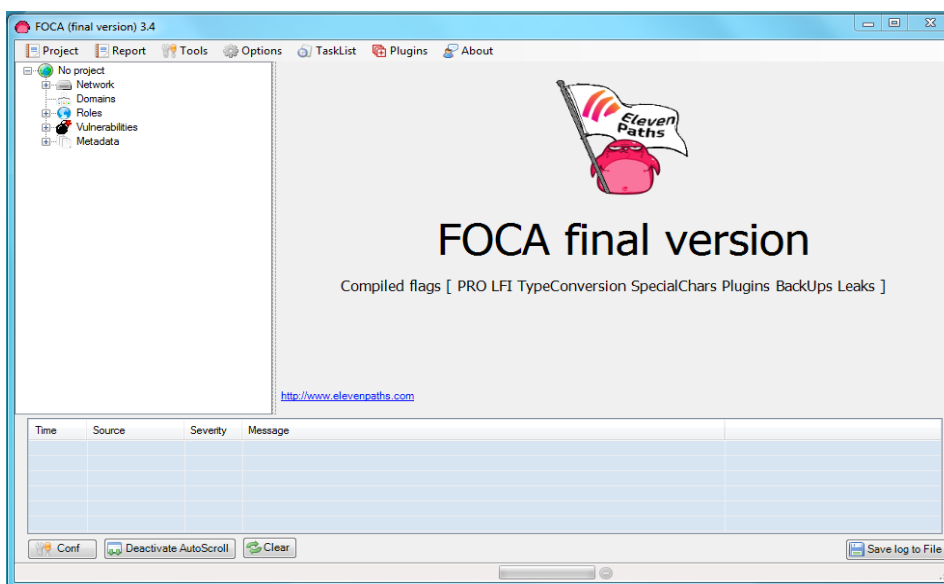 FOCA (final version) 3.4
Project Report Tools Options TaskList Plugins About
No project
Network
Domains
Roles
Vulnerabilities
Metadata
Eleven
Paths
FOCA final version
Compiled flags [ PRO LFI TypeConversion SpecialChars Plugins BackUps Leaks ]
http://www.elevenpaths.com
Time Source Severity Message
Conf Deactivate AutoScroll Clear Save log to File